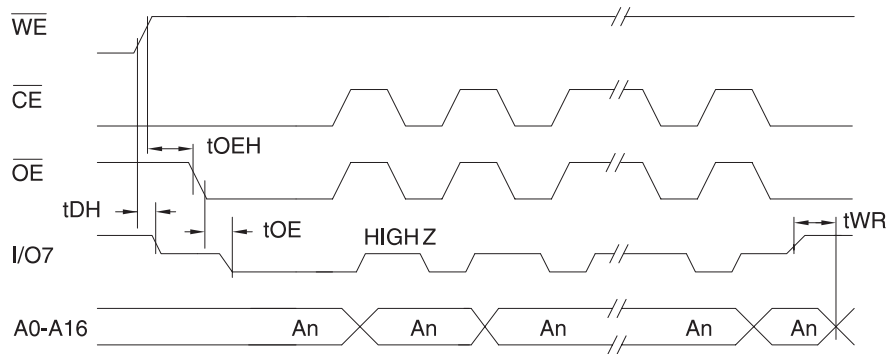 WE
CE
tOEH
OE
tDH
tOE
HIGH Z
tWR
I/O7
A0-A16 An An An An An